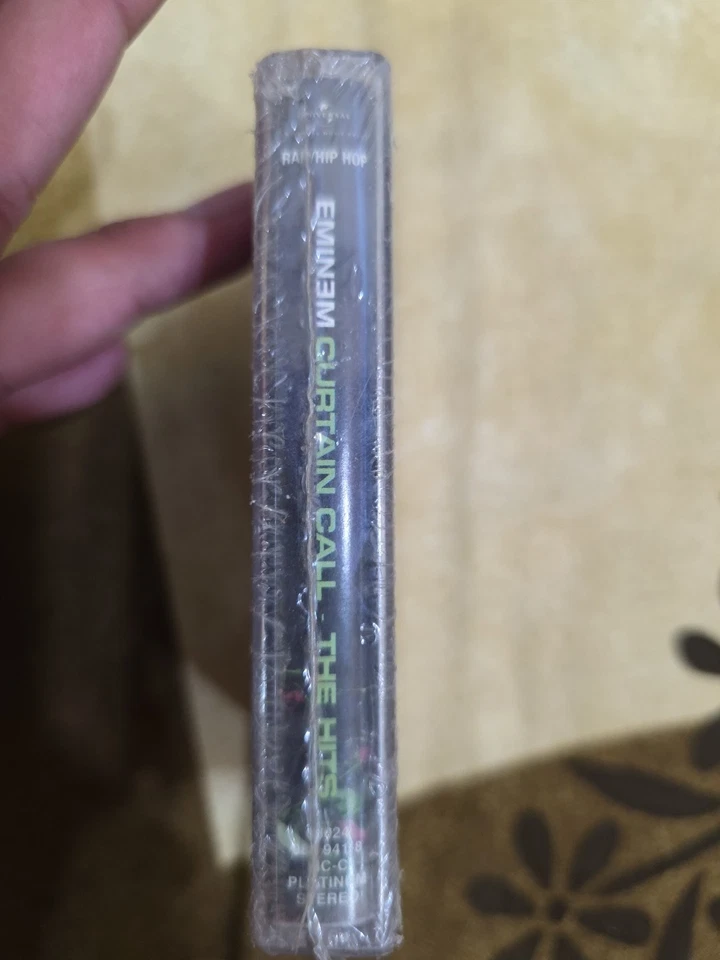 RAP/HIP HOP
EMINEM CURTAIN CALL - THE HITS
PLATINUM
STEREO